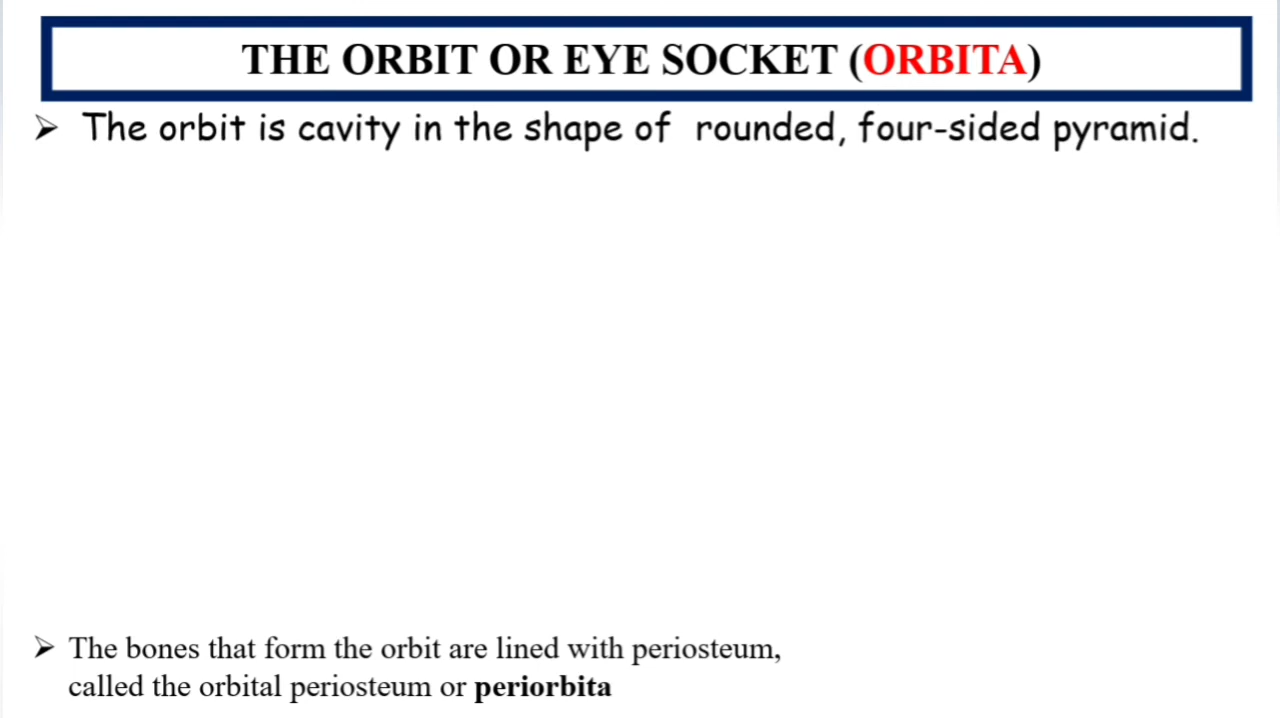 THE ORBIT OR EYE SOCKET (ORBITA)
➢ The orbit is cavity in the shape of rounded, four-sided pyramid.
➢ The bones that form the orbit are lined with periosteum,
called the orbital periosteum or periorbita